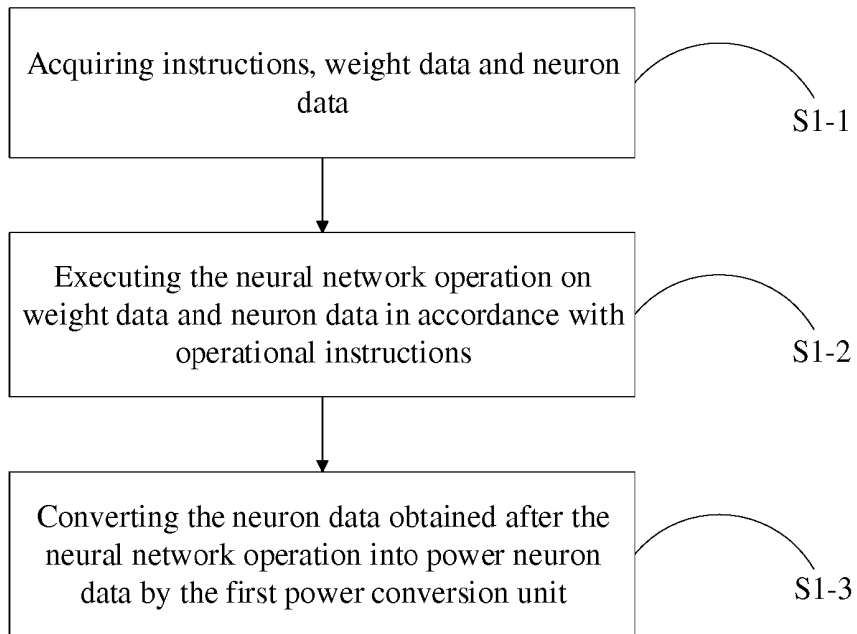 Acquiring instructions, weight data and neuron
data
S1-1
Executing the neural network operation on
weight data and neuron data in accordance with
operational instructions
S1-2
Converting the neuron data obtained after the
neural network operation into power neuron
data by the first power conversion unit
S1-3